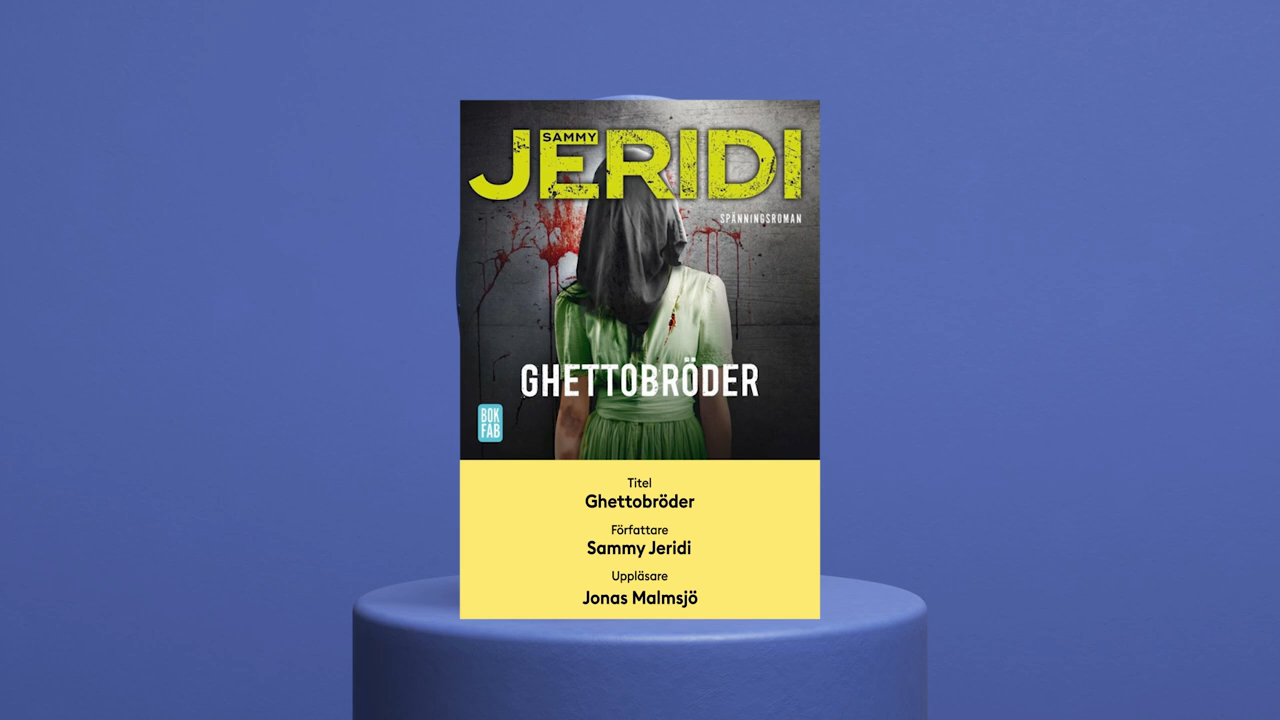 SAMMY
JERIDI
SPÄNNINGSROMAN
GHETTOBRÖDER
BOK
FAB
Titel
Ghettobröder
Författare
Sammy Jeridi
Uppläsare
Jonas Malmsjö